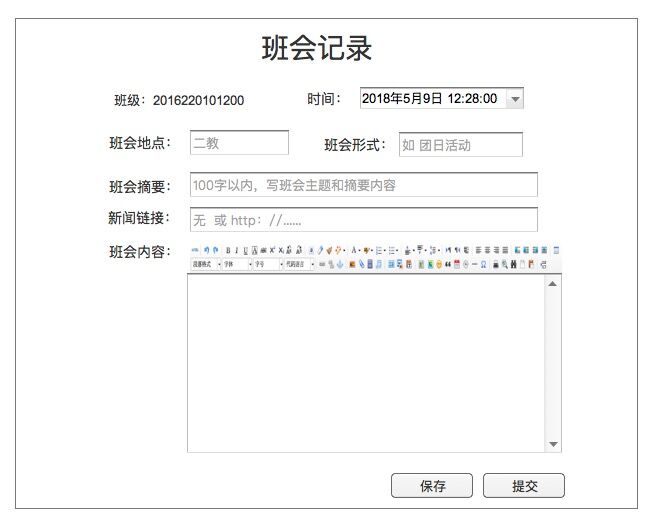 班会记录
班级：2016220101200 时间： 2018年5月9日 12:28:00
班会地点： 二教 班会形式： 如 团日活动
班会摘要： 100字以内，写班会主题和摘要内容
新闻链接： 无 或 http：//......
班会内容：
段落格式 字体 字号 代码语言
保存 提交